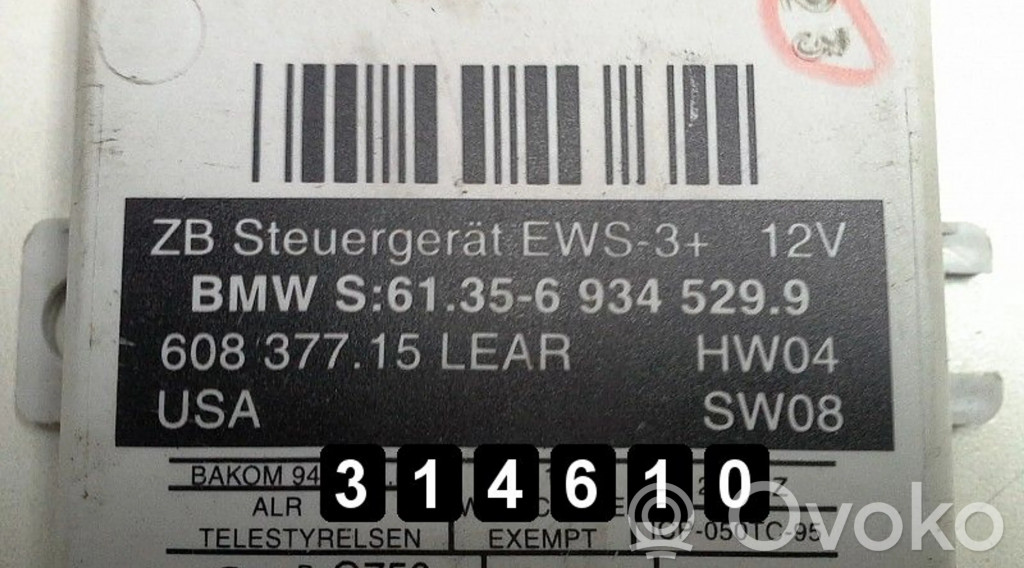 ZB Steuergerät EWS-3+ 12V
BMW S:61.35-6 934 529.9
608 377.15 LEAR HW04
USA SW08
BAKOM 94
314610
ALR
TELESTYRELSEN EXEMPT
Ovoko